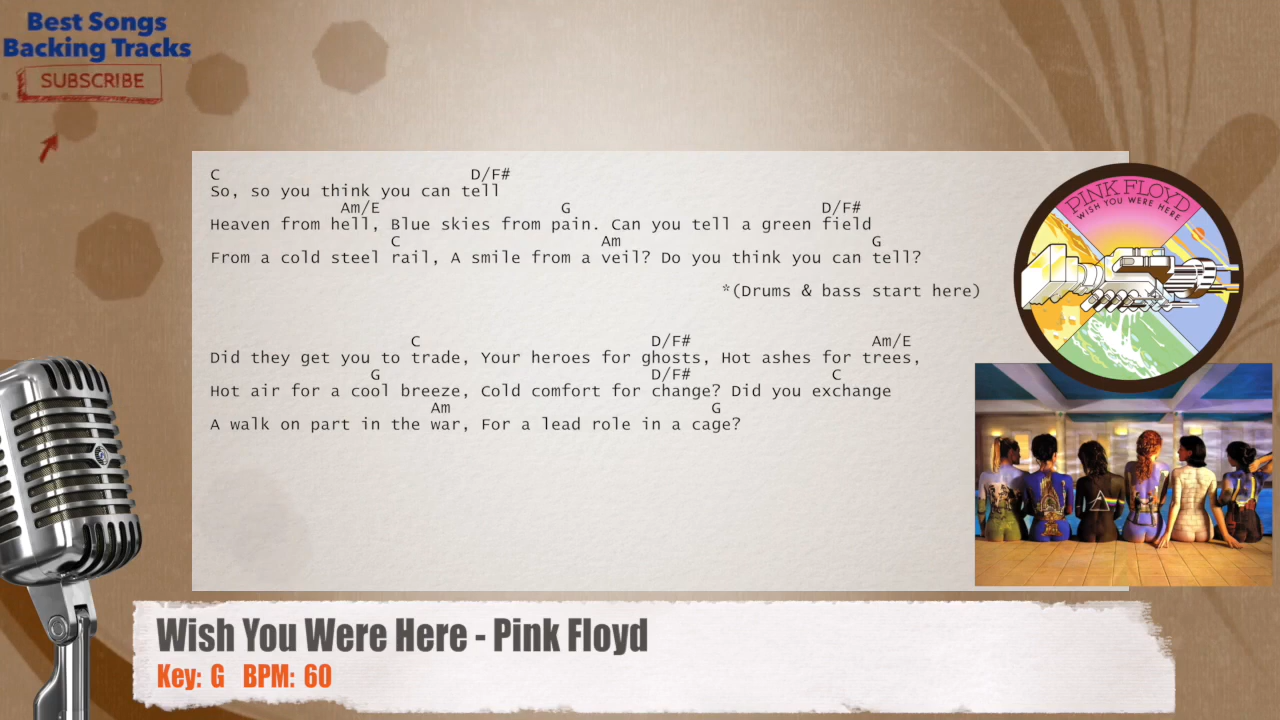 Best Songs
Backing Tracks
SUBSCRIBE
C D/F#
So, so you think you can tell
Am/E G D/F#
Heaven from hell, Blue skies from pain. Can you tell a green field
C Am G
From a cold steel rail, A smile from a veil? Do you think you can tell?
*(Drums & bass start here)
C D/F# Am/E
Did they get you to trade, Your heroes for ghosts, Hot ashes for trees,
G D/F# C
Hot air for a cool breeze, Cold comfort for change? Did you exchange
Am G
A walk on part in the war, For a lead role in a cage?
PINK FLOYD
WISH YOU WERE HERE
Wish You Were Here - Pink Floyd
Key: G BPM: 60